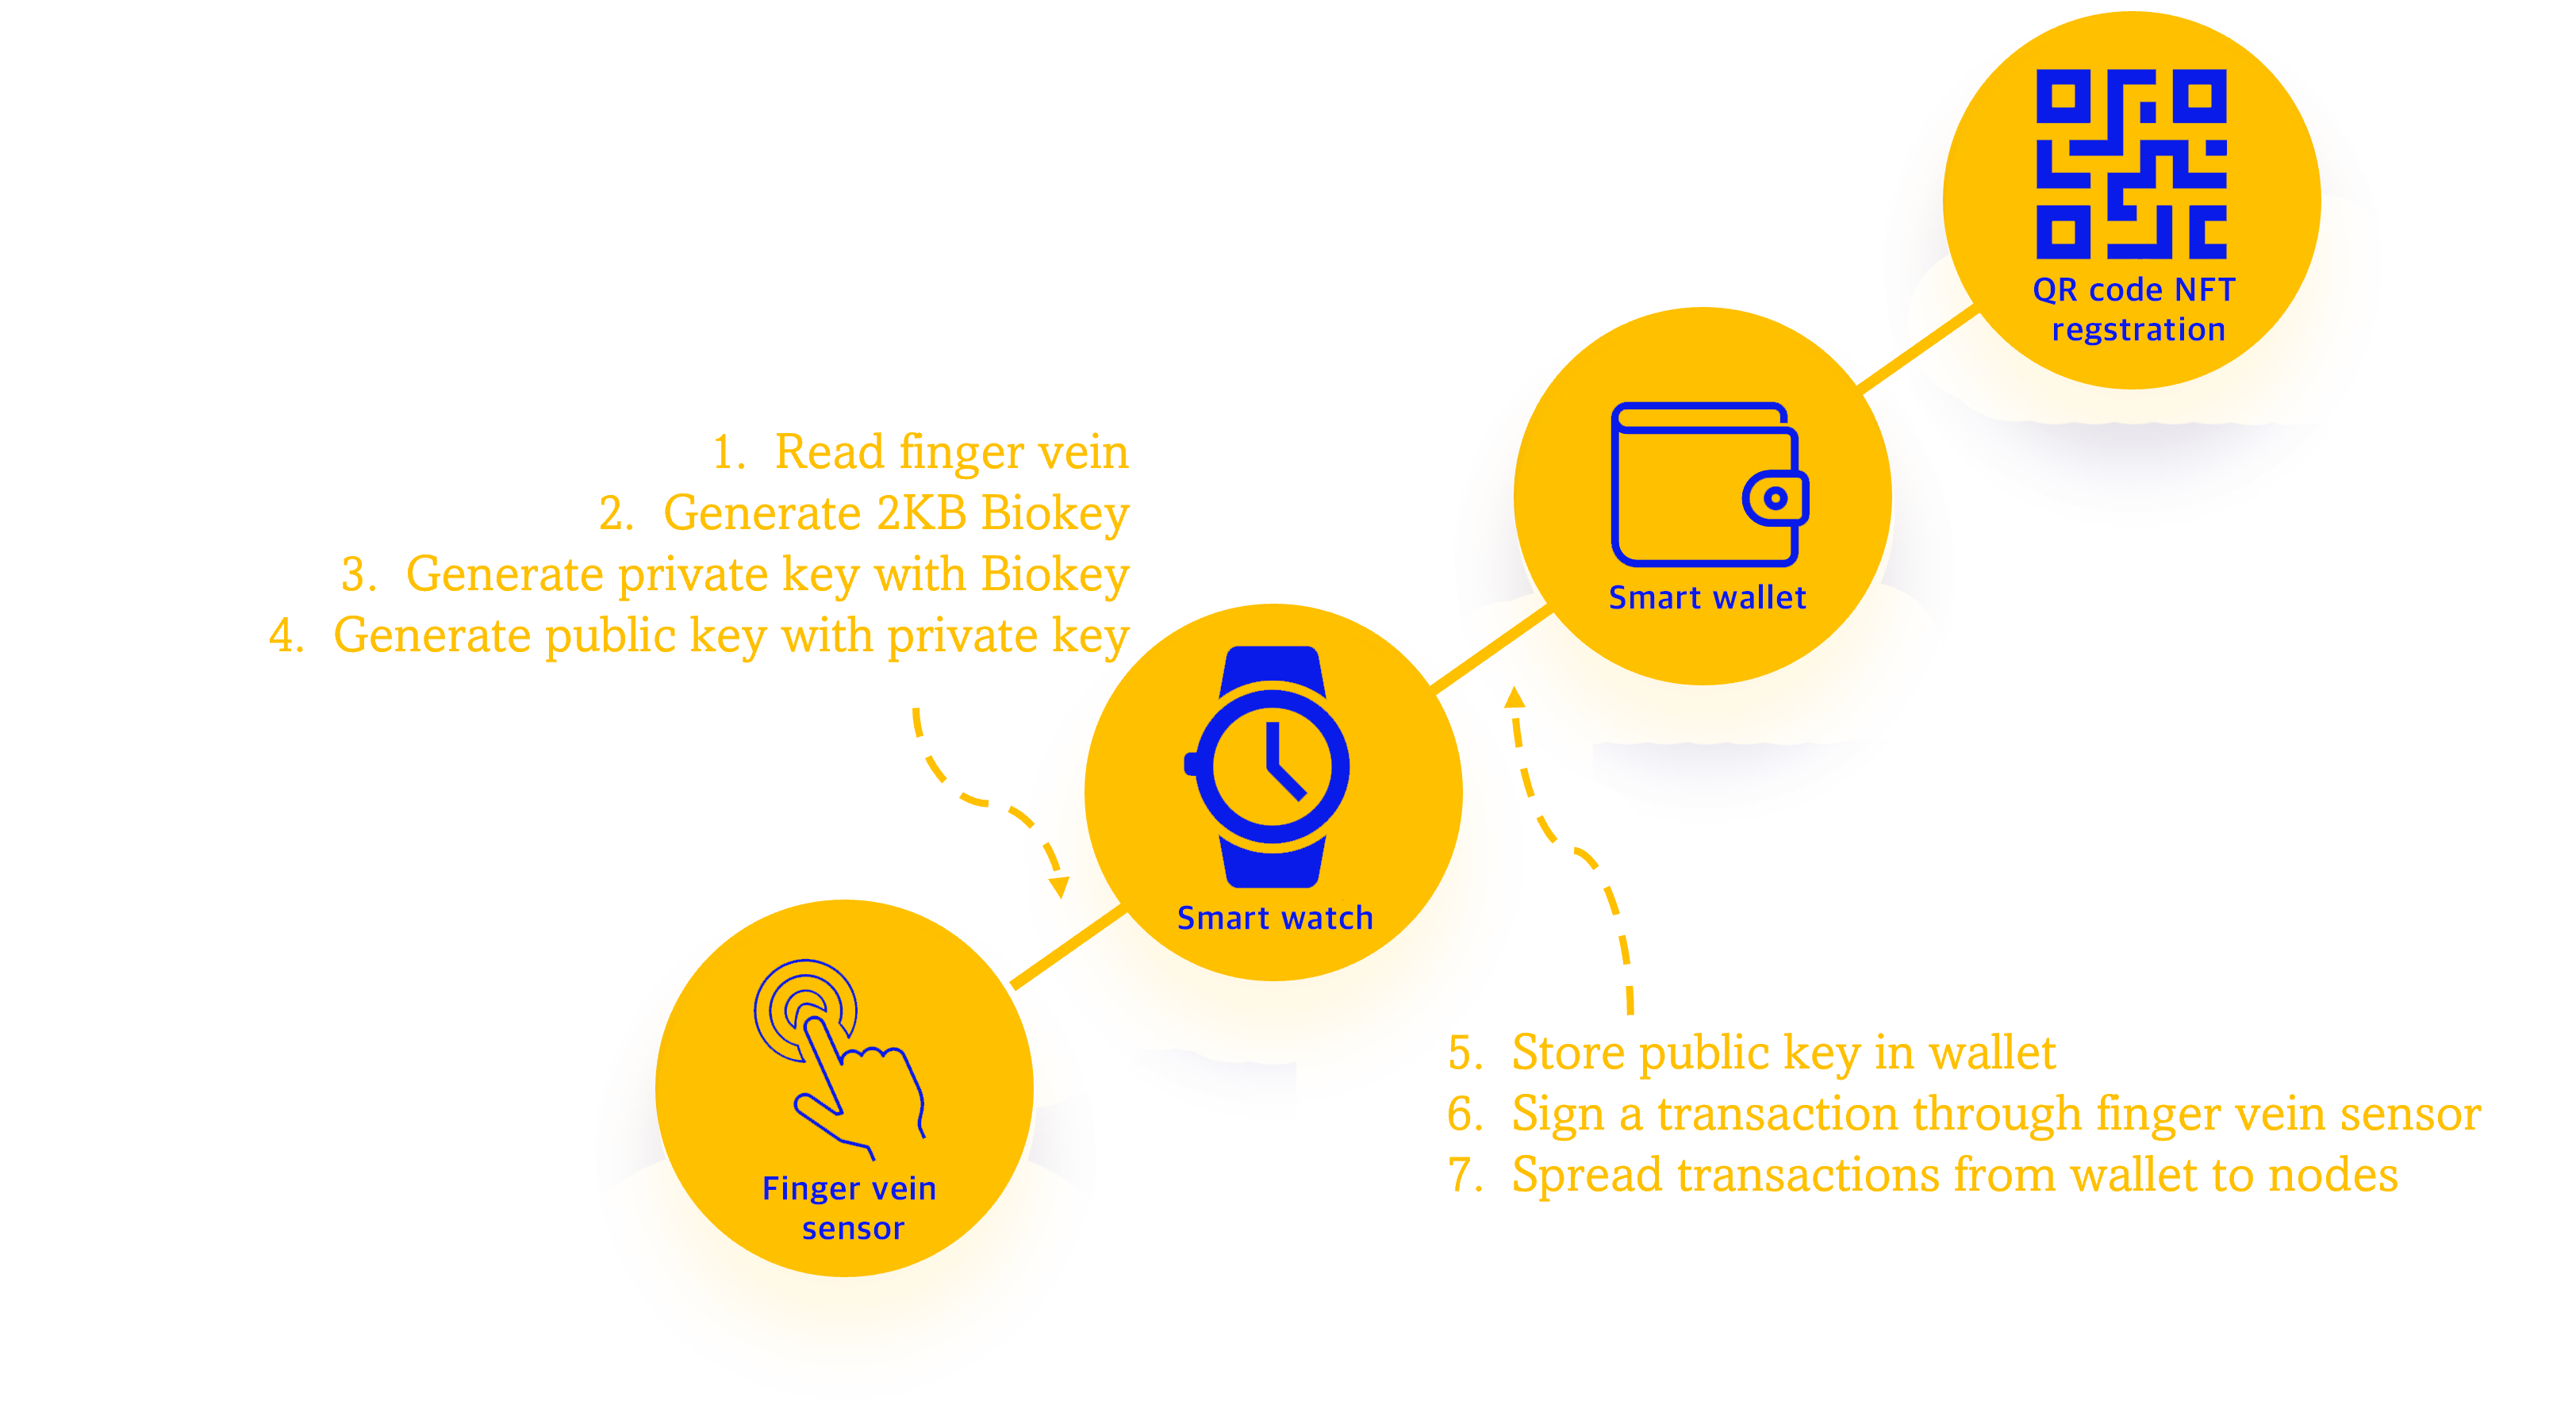 QR code NFT
regstration
1. Read finger vein
2. Generate 2KB Biokey
3. Generate private key with Biokey
4. Generate public key with private key
Smart wallet
Smart watch
Finger vein
sensor
5. Store public key in wallet
6. Sign a transaction through finger vein sensor
7. Spread transactions from wallet to nodes